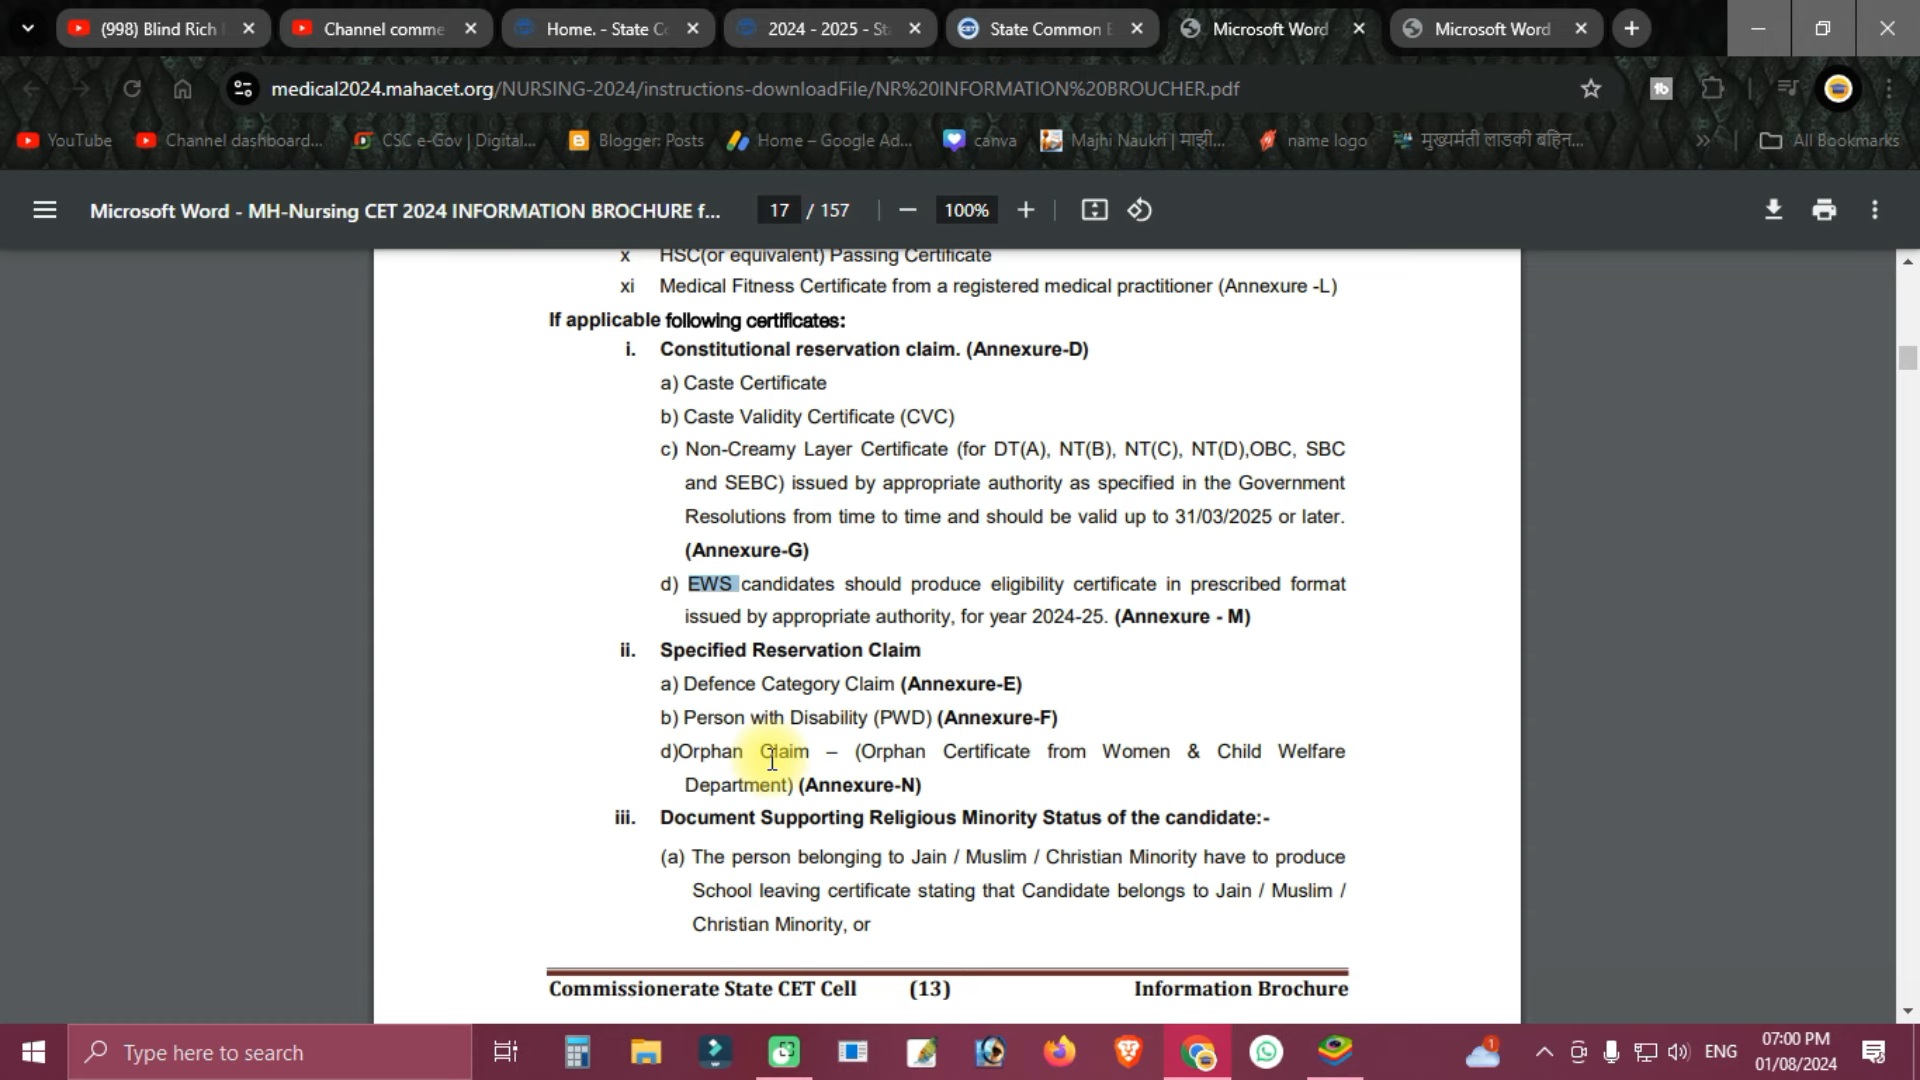 (998) Blind Rich
Channel comme
Home. - State Co
2024 - 2025 - Sta
State Common E
Microsoft Word
Microsoft Word
medical2024.mahacet.org/NURSING-2024/instructions-downloadFile/NR%20INFORMATION%20BROUCHER.pdf
YouTube
Channel dashboard...
CSC e-Gov | Digital...
Blogger: Posts
Home – Google Ad...
canva
Majhi Naukri | माझी...
name logo
मुख्यमंती लाडकी बहिन...
All Bookmarks
Microsoft Word - MH-Nursing CET 2024 INFORMATION BROCHURE f...
17 / 157
100%
x HSC(or equivalent) Passing Certificate
xi Medical Fitness Certificate from a registered medical practitioner (Annexure -L)
If applicable following certificates:
i. Constitutional reservation claim. (Annexure-D)
a) Caste Certificate
b) Caste Validity Certificate (CVC)
c) Non-Creamy Layer Certificate (for DT(A), NT(B), NT(C), NT(D),OBC, SBC
and SEBC) issued by appropriate authority as specified in the Government
Resolutions from time to time and should be valid up to 31/03/2025 or later.
(Annexure-G)
d) EWS candidates should produce eligibility certificate in prescribed format
issued by appropriate authority, for year 2024-25. (Annexure - M)
ii. Specified Reservation Claim
a) Defence Category Claim (Annexure-E)
b) Person with Disability (PWD) (Annexure-F)
d)Orphan Claim – (Orphan Certificate from Women & Child Welfare
Department) (Annexure-N)
iii. Document Supporting Religious Minority Status of the candidate:-
(a) The person belonging to Jain / Muslim / Christian Minority have to produce
School leaving certificate stating that Candidate belongs to Jain / Muslim /
Christian Minority, or
Commissionerate State CET Cell (13) Information Brochure
Type here to search
1
ENG
07:00 PM
01/08/2024